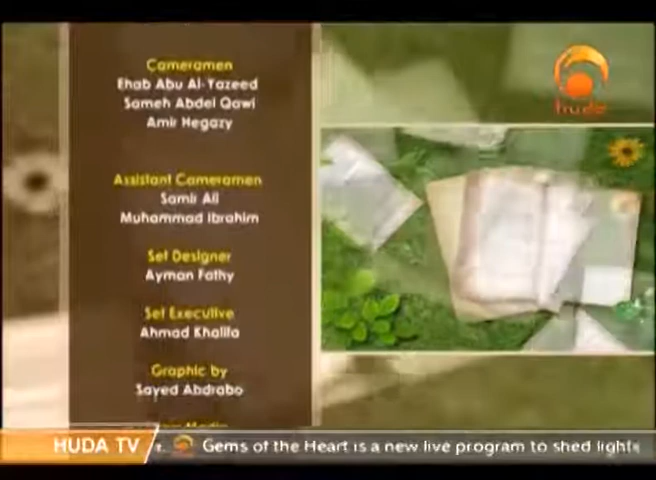 Cameramen
Ehab Abu Al-Yazeed
Sameh Abdel Qawi
Amir Hegazy
Assistant Cameramen
Samir Ali
Muhammad Ibrahim
Set Designer
Ayman Fathy
Set Executive
Ahmad Khalifa
Graphic by
Sayed Abdrabo
huda
HUDA TV
Gems of the Heart is a new live program to shed lights